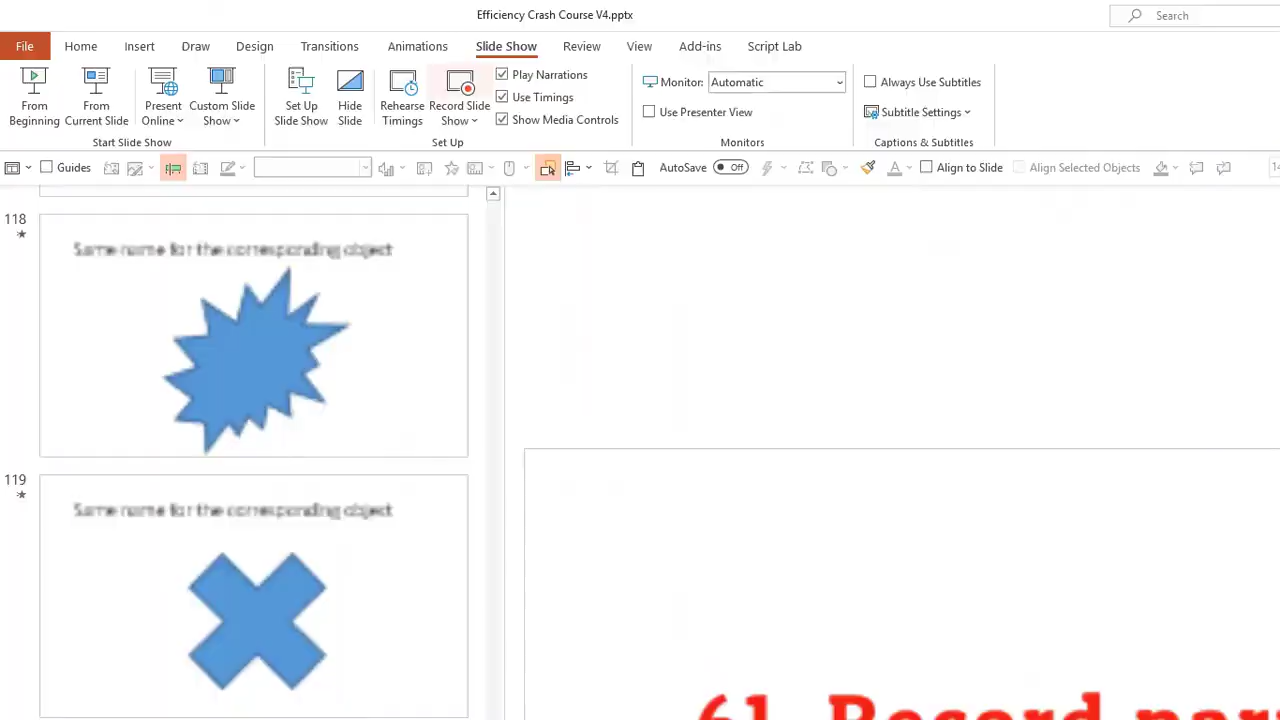 Efficiency Crash Course V4.pptx
Search
File Home Insert Draw Design Transitions Animations Slide Show Review View Add-ins Script Lab
From Beginning
From Current Slide
Present Online
Custom Slide Show
Start Slide Show
Set Up Slide Show
Hide Slide
Rehearse Timings
Record Slide Show
Play Narrations
Use Timings
Show Media Controls
Set Up
Monitor: Automatic
Use Presenter View
Monitors
Always Use Subtitles
Subtitle Settings
Captions & Subtitles
Guides AutoSave Off Align to Slide Align Selected Objects
118
Same name for the corresponding object
119
Same name for the corresponding object
61. Record